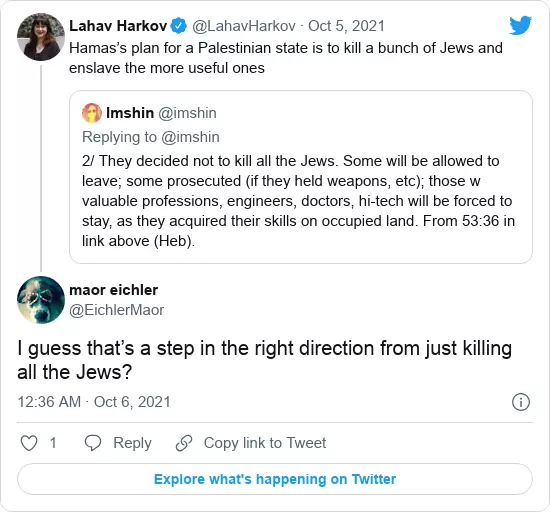 Lahav Harkov @LahavHarkov · Oct 5, 2021
Hamas’s plan for a Palestinian state is to kill a bunch of Jews and
enslave the more useful ones
Imshin @imshin
Replying to @imshin
2/ They decided not to kill all the Jews. Some will be allowed to
leave; some prosecuted (if they held weapons, etc); those w
valuable professions, engineers, doctors, hi-tech will be forced to
stay, as they acquired their skills on occupied land. From 53:36 in
link above (Heb).
maor eichler
@EichlerMaor
I guess that’s a step in the right direction from just killing
all the Jews?
12:36 AM · Oct 6, 2021
1 Reply Copy link to Tweet
Explore what's happening on Twitter